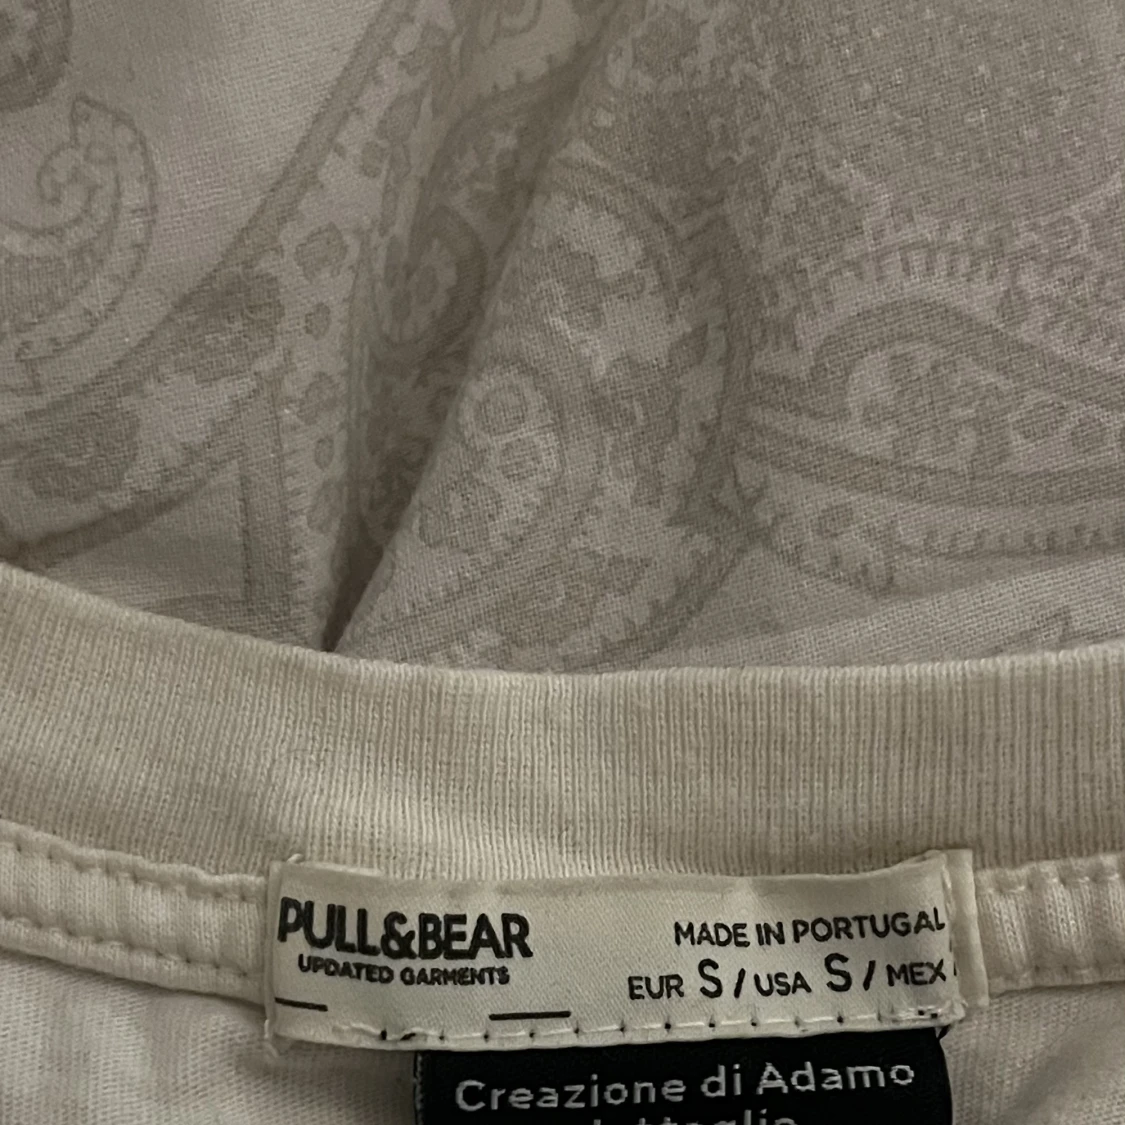 PULL&BEAR
UPDATED GARMENTS
MADE IN PORTUGAL
EUR S / USA S / MEX
Creazione di Adamo